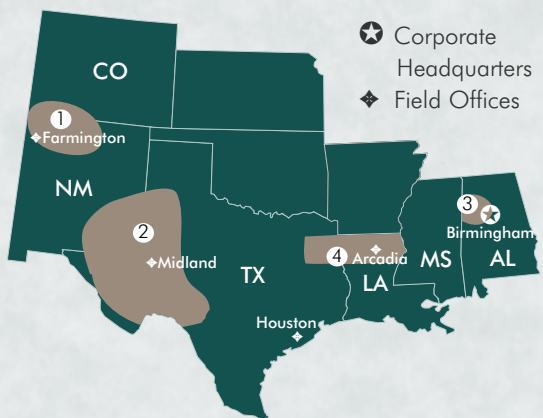 Corporate
Headquarters
Field Offices
CO
1
Farmington
NM
2
Midland
TX
Houston
4
Arcadia
LA
MS
3
Birmingham
AL